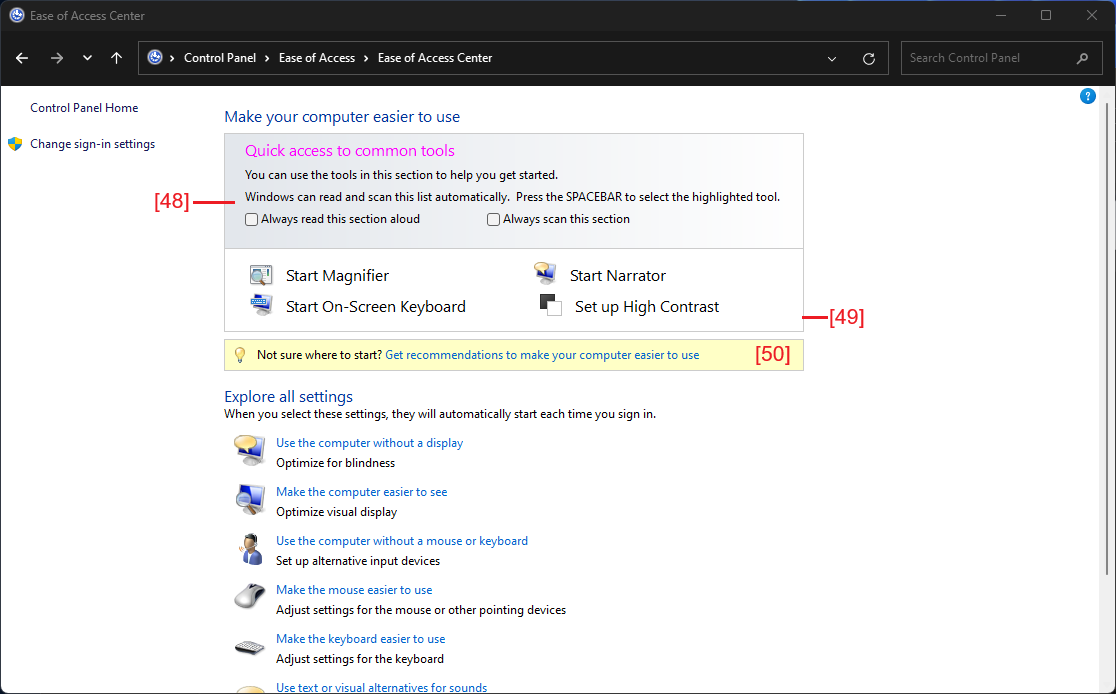 Ease of Access Center
Control Panel > Ease of Access > Ease of Access Center
Search Control Panel
Control Panel Home
Change sign-in settings
?
Make your computer easier to use
Quick access to common tools
You can use the tools in this section to help you get started.
[48]
Windows can read and scan this list automatically.  Press the SPACEBAR to select the highlighted tool.
Always read this section aloud
Always scan this section
Start Magnifier
Start Narrator
Start On-Screen Keyboard
Set up High Contrast
[49]
Not sure where to start? Get recommendations to make your computer easier to use
[50]
Explore all settings
When you select these settings, they will automatically start each time you sign in.
Use the computer without a display
Optimize for blindness
Make the computer easier to see
Optimize visual display
Use the computer without a mouse or keyboard
Set up alternative input devices
Make the mouse easier to use
Adjust settings for the mouse or other pointing devices
Make the keyboard easier to use
Adjust settings for the keyboard
Use text or visual alternatives for sounds